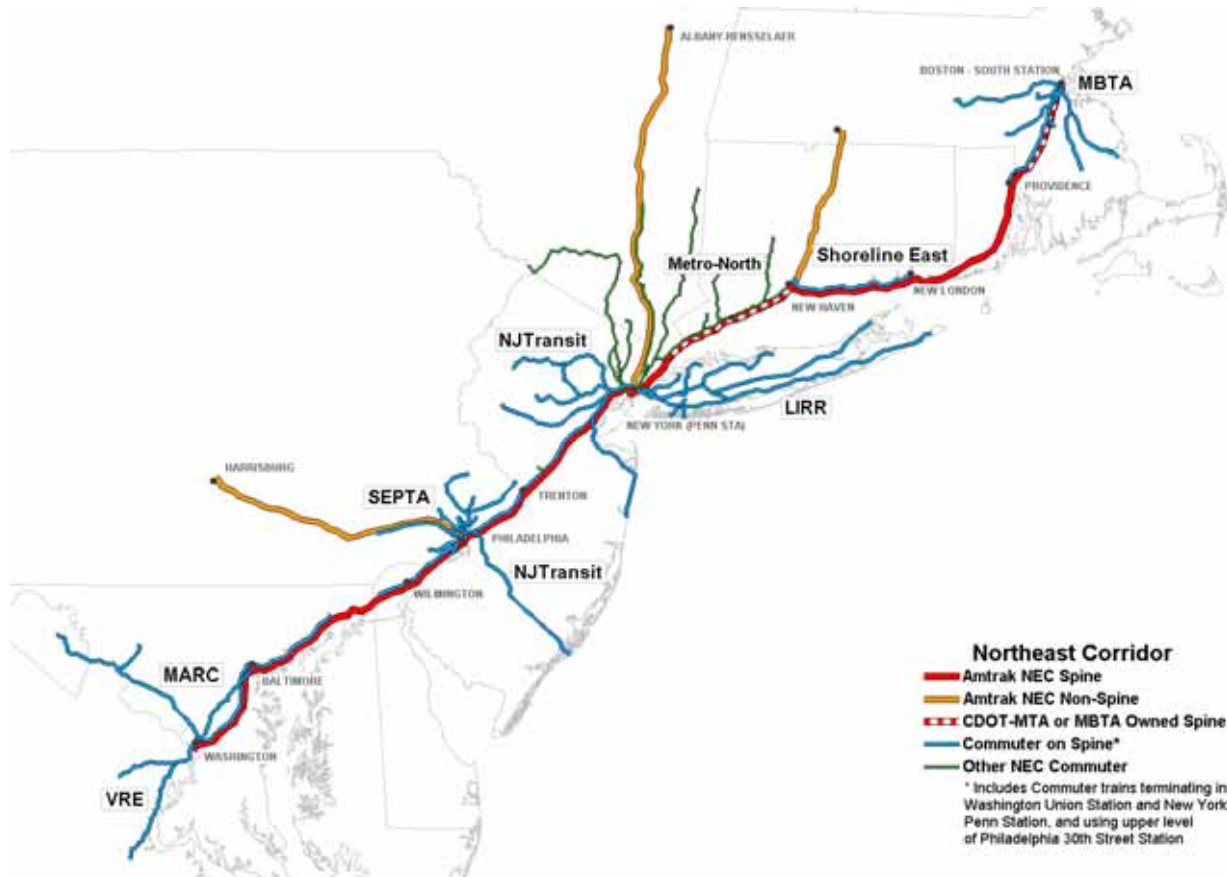 ALBANY-RENSSELAER
BOSTON - SOUTH STATION
MBTA
PROVIDENCE
Shoreline East
Metro-North
NEW LONDON
NEW HAVEN
NJTransit
LIRR
NEW YORK (PENN STA)
HARRISBURG
SEPTA
TRENTON
PHILADELPHIA
NJTransit
WILMINGTON
MARC
BALTIMORE
WASHINGTON
VRE
Northeast Corridor
Amtrak NEC Spine
Amtrak NEC Non-Spine
CDOT-MTA or MBTA Owned Spine
Commuter on Spine*
Other NEC Commuter
* Includes Commuter trains terminating in
Washington Union Station and New York
Penn Station, and using upper level
of Philadelphia 30th Street Station